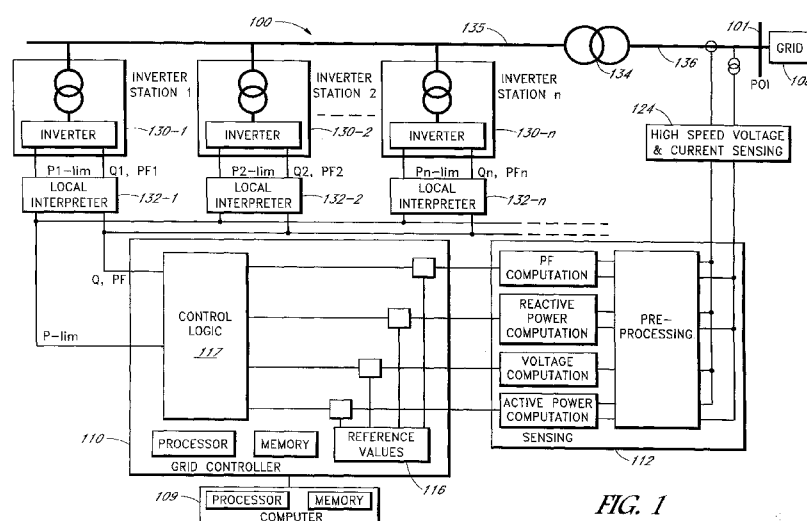 100
135
101
GRID
134
136
POI
INVERTER
STATION 1
INVERTER
STATION 2
INVERTER
STATION n
124
HIGH SPEED VOLTAGE
& CURRENT SENSING
INVERTER
130-1
INVERTER
130-2
INVERTER
130-n
P1-lim
Q1, PF1
P2-lim
Q2, PF2
Pn-lim
Qn, PFn
LOCAL
INTERPRETER
132-1
LOCAL
INTERPRETER
132-2
LOCAL
INTERPRETER
132-n
Q, PF
P-lim
CONTROL
LOGIC
117
PF
COMPUTATION
REACTIVE
POWER
COMPUTATION
VOLTAGE
COMPUTATION
ACTIVE POWER
COMPUTATION
PRE-
PROCESSING
SENSING
110
PROCESSOR
MEMORY
REFERENCE
VALUES
GRID CONTROLLER
116
112
109
PROCESSOR
MEMORY
COMPUTER
FIG. 1